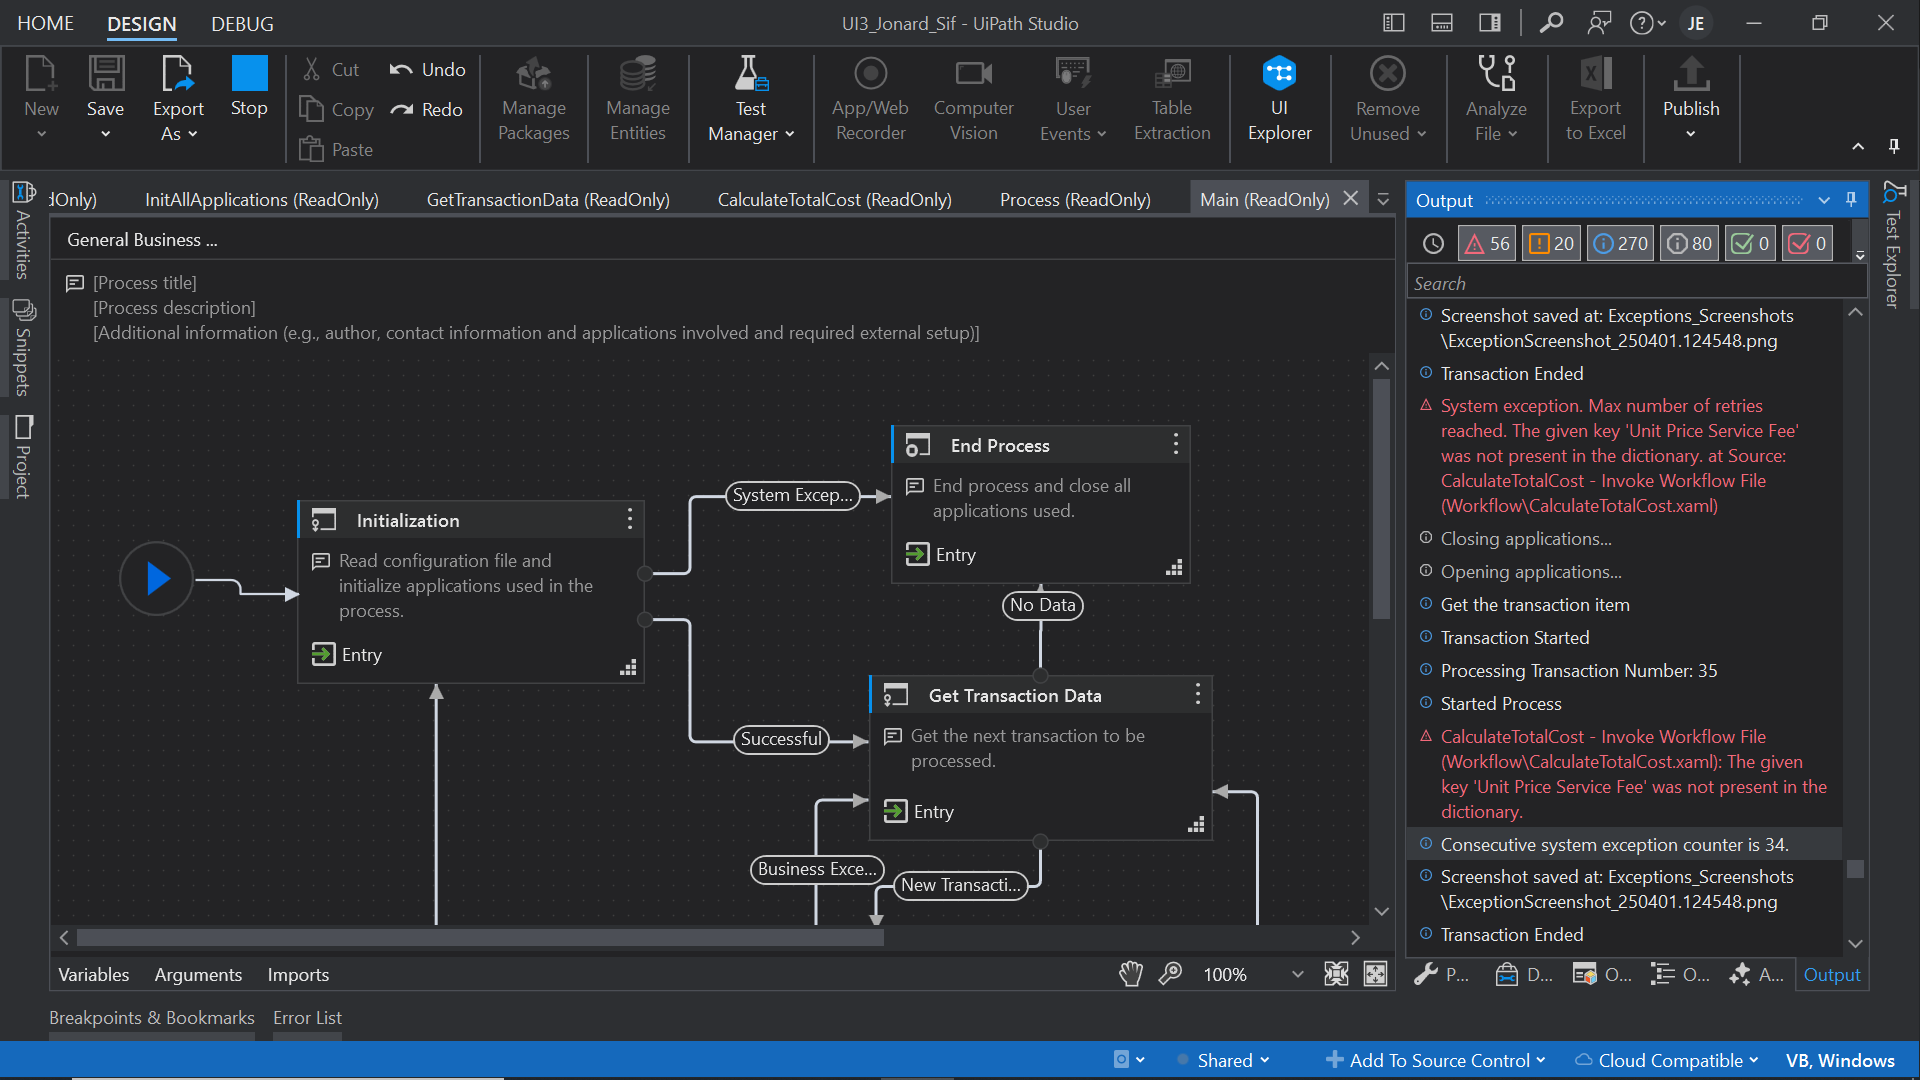 HOME DESIGN DEBUG
UI3_Jonard_Sif - UiPath Studio
JE
New
Save
Export
As
Stop
Cut
Copy
Paste
Undo
Redo
Manage
Packages
Manage
Entities
Test
Manager
App/Web
Recorder
Computer
Vision
User
Events
Table
Extraction
UI
Explorer
Remove
Unused
Analyze
File
Export
to Excel
Publish
Activities
Snippets
Project
dOnly)
InitAllApplications (ReadOnly)
GetTransactionData (ReadOnly)
CalculateTotalCost (ReadOnly)
Process (ReadOnly)
Main (ReadOnly)
General Business ...
[Process title]
[Process description]
[Additional information (e.g., author, contact information and applications involved and required external setup)]
Initialization
Read configuration file and
initialize applications used in the
process.
Entry
System Excep...
End Process
End process and close all
applications used.
Entry
No Data
Successful
Get Transaction Data
Get the next transaction to be
processed.
Entry
Business Exce...
New Transacti...
Variables Arguments Imports
100%
Output
56 20 270 80 0 0
Search
Screenshot saved at: Exceptions_Screenshots
\ExceptionScreenshot_250401.124548.png
Transaction Ended
System exception. Max number of retries
reached. The given key 'Unit Price Service Fee'
was not present in the dictionary. at Source:
CalculateTotalCost - Invoke Workflow File
(Workflow\CalculateTotalCost.xaml)
Closing applications...
Opening applications...
Get the transaction item
Transaction Started
Processing Transaction Number: 35
Started Process
CalculateTotalCost - Invoke Workflow File
(Workflow\CalculateTotalCost.xaml): The given
key 'Unit Price Service Fee' was not present in the
dictionary.
Consecutive system exception counter is 34.
Screenshot saved at: Exceptions_Screenshots
\ExceptionScreenshot_250401.124548.png
Transaction Ended
P... D... O... O... A... Output
Test Explorer
Breakpoints & Bookmarks Error List
Shared
Add To Source Control
Cloud Compatible
VB, Windows